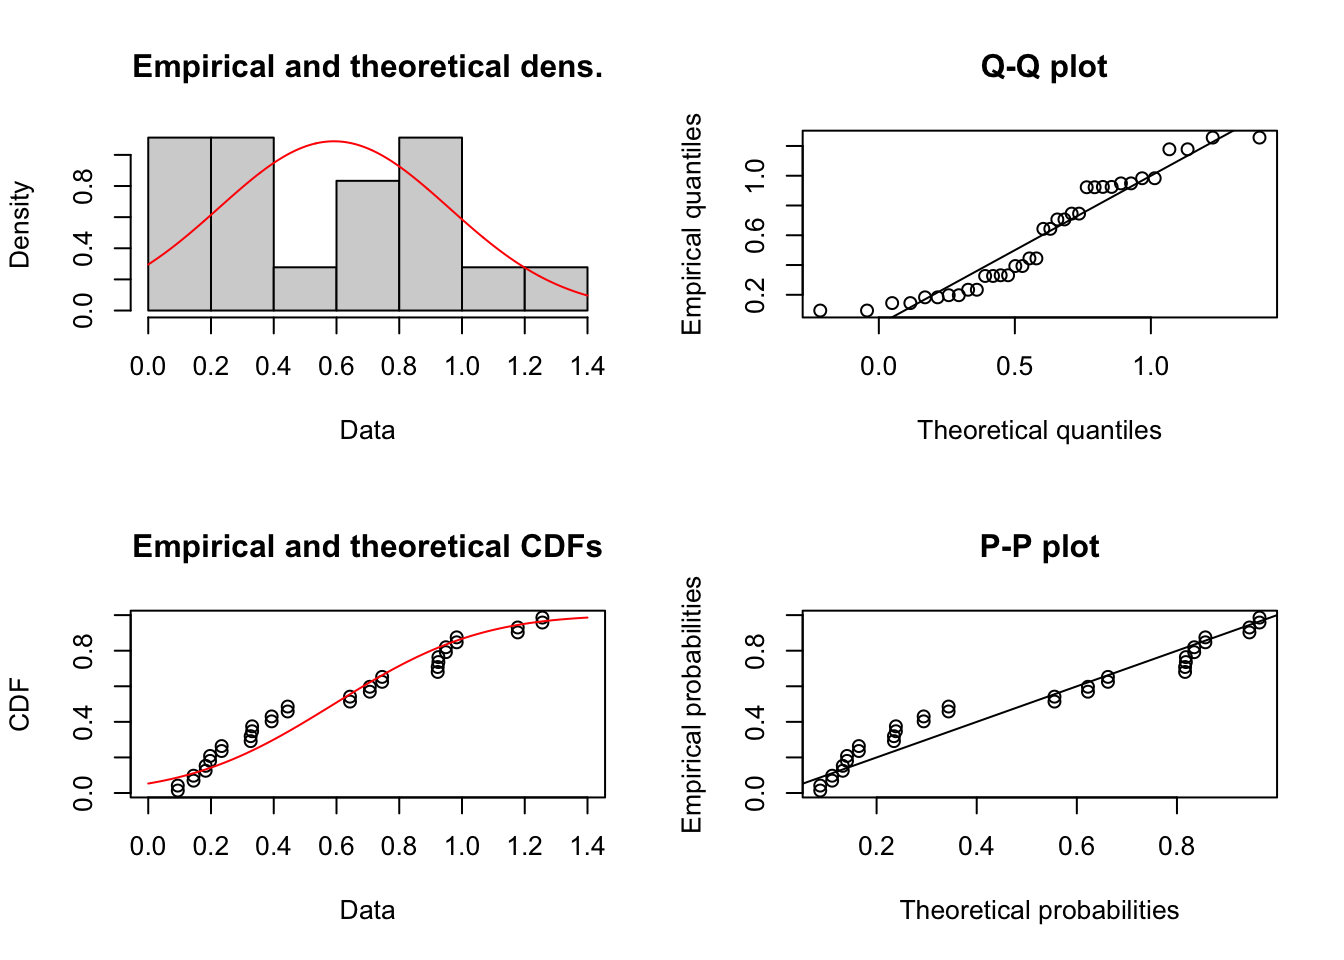 Empirical and theoretical dens.
Density
0.0 0.4 0.8
0.0 0.2 0.4 0.6 0.8 1.0 1.2 1.4
Data
Q-Q plot
Empirical quantiles
0.2 0.6 1.0
0.0 0.5 1.0
Theoretical quantiles
Empirical and theoretical CDFs
CDF
0.0 0.4 0.8
0.0 0.2 0.4 0.6 0.8 1.0 1.2 1.4
Data
P-P plot
Empirical probabilities
0.0 0.4 0.8
0.2 0.4 0.6 0.8
Theoretical probabilities